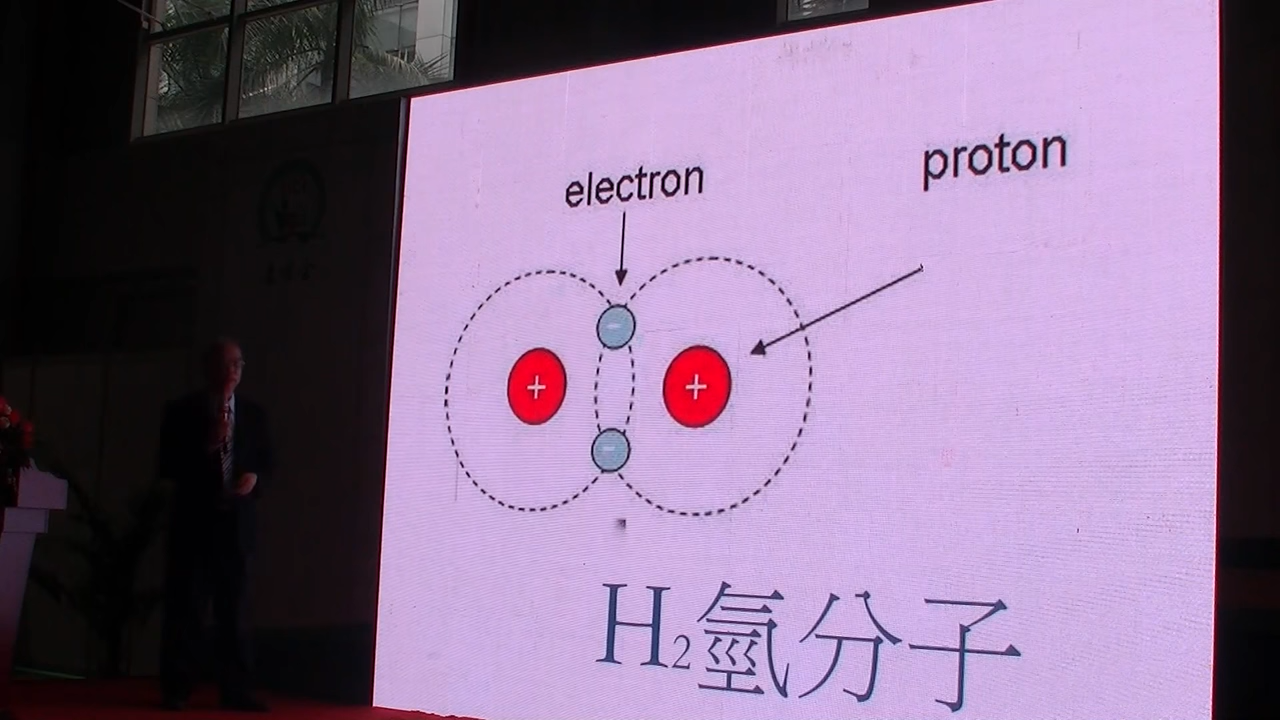 electron
proton
+
+
-
-
H₂氫分子